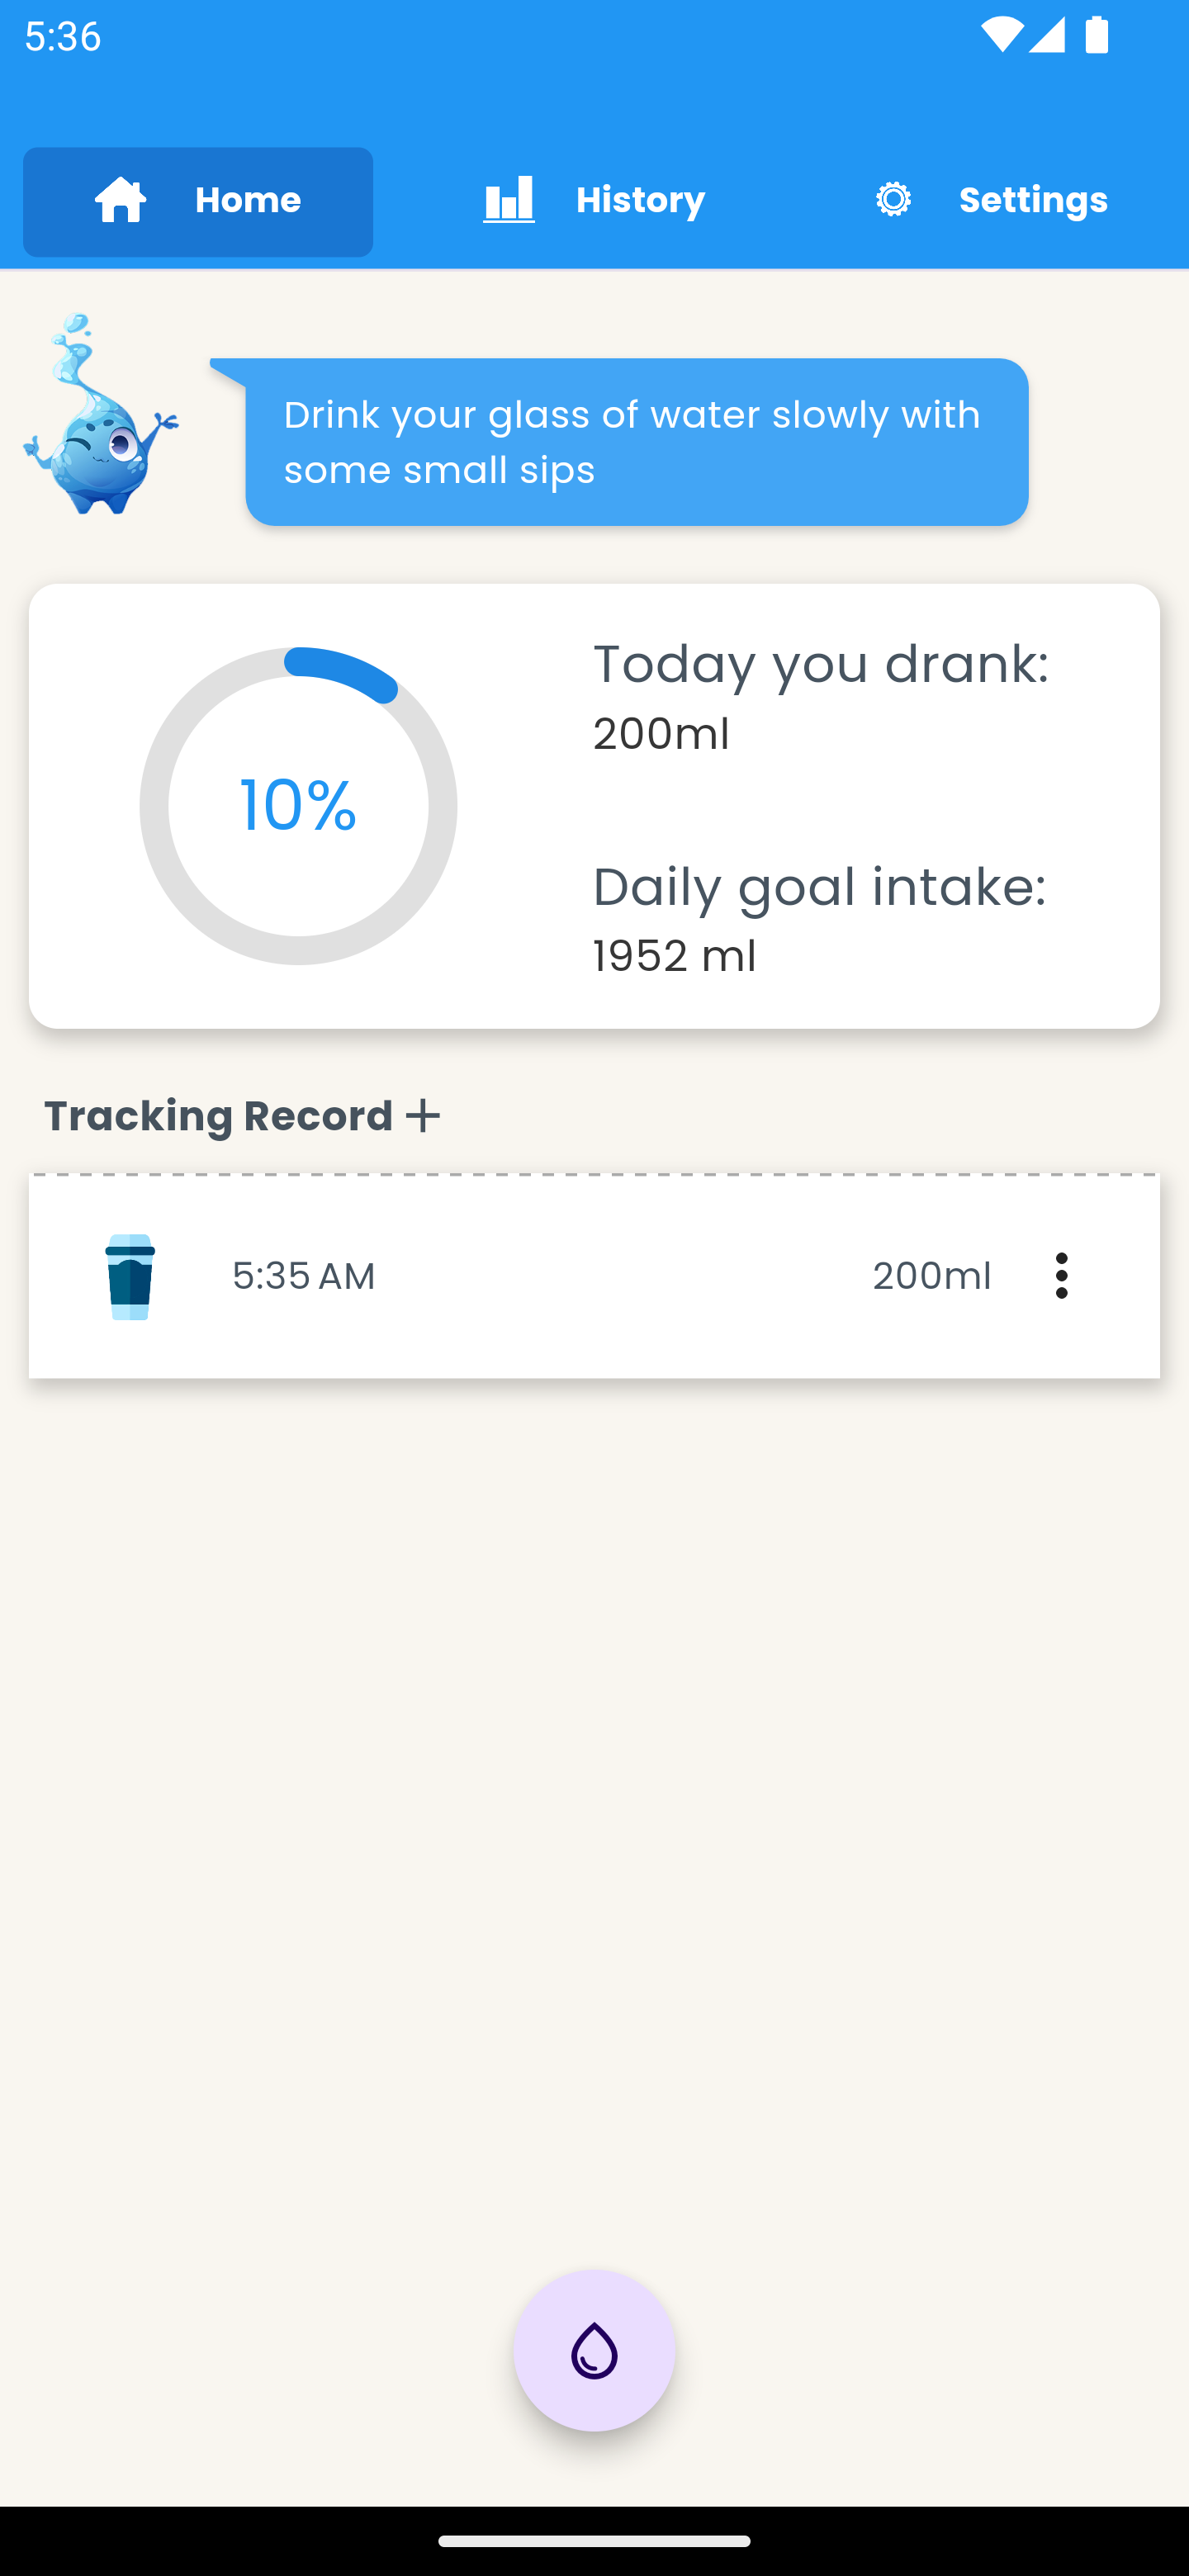 5:36
Home
History
Settings
Drink your glass of water slowly with
some small sips
10%
Today you drank:
200ml
Daily goal intake:
1952 ml
Tracking Record +
5:35 AM
200ml